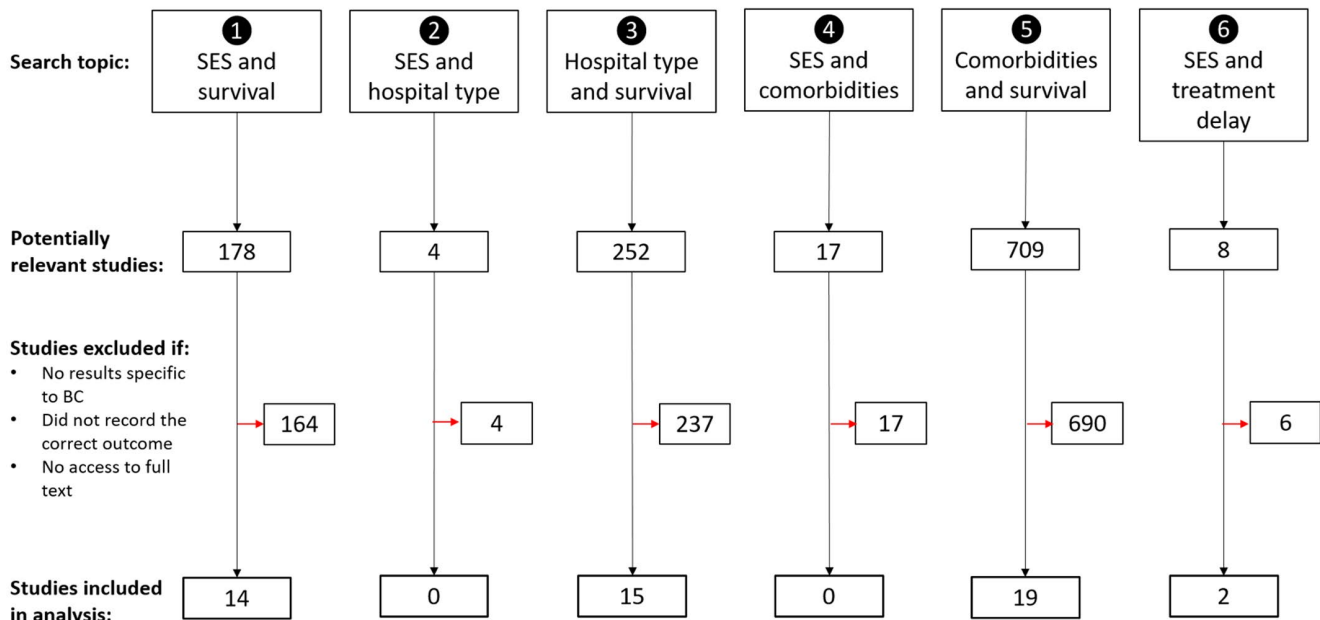 Search topic:
1
SES and
survival
2
SES and
hospital type
3
Hospital type
and survival
4
SES and
comorbidities
5
Comorbidities
and survival
6
SES and
treatment
delay
Potentially
relevant studies:
178
4
252
17
709
8
Studies excluded if:
• No results specific
to BC
• Did not record the
correct outcome
• No access to full
text
164
4
237
17
690
6
Studies included
in analysis:
14
0
15
0
19
2